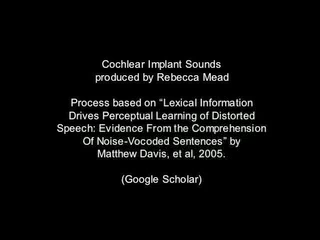 Cochlear Implant Sounds
produced by Rebecca Mead
Process based on “Lexical Information
Drives Perceptual Learning of Distorted
Speech: Evidence From the Comprehension
Of Noise-Vocoded Sentences” by
Matthew Davis, et al, 2005.
(Google Scholar)